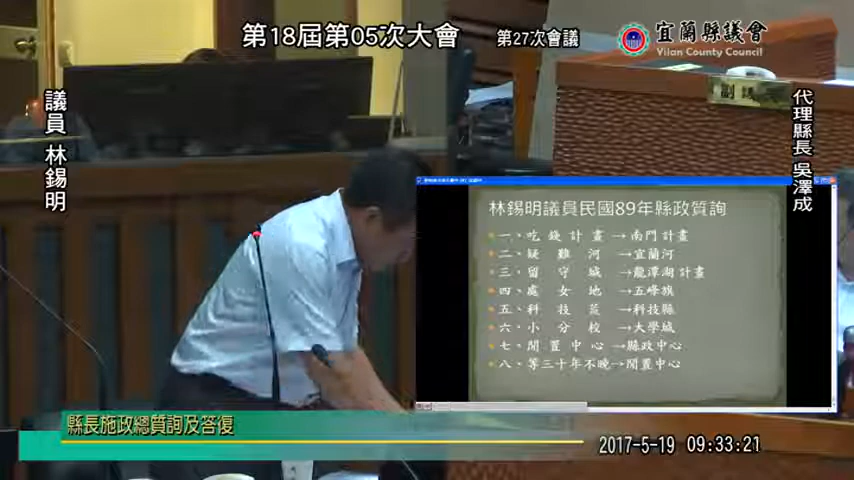 第18屆第05次大會
第27次會議
宜蘭縣議會
Yilan County Council
議員 林錫明
代理縣長 吳澤成
林錫明議員民國89年縣政質詢
一、吃錢計畫→南門計畫
二、疑難河→宜蘭河
三、留守城→龍潭湖計畫
四、處女地→五峰旗
五、科技荒→科技縣
六、小分校→大學城
七、閒置中心→縣政中心
八、等三十年不晚→閒置中心
縣長施政總質詢及答復
2017-5-19 09:33:21